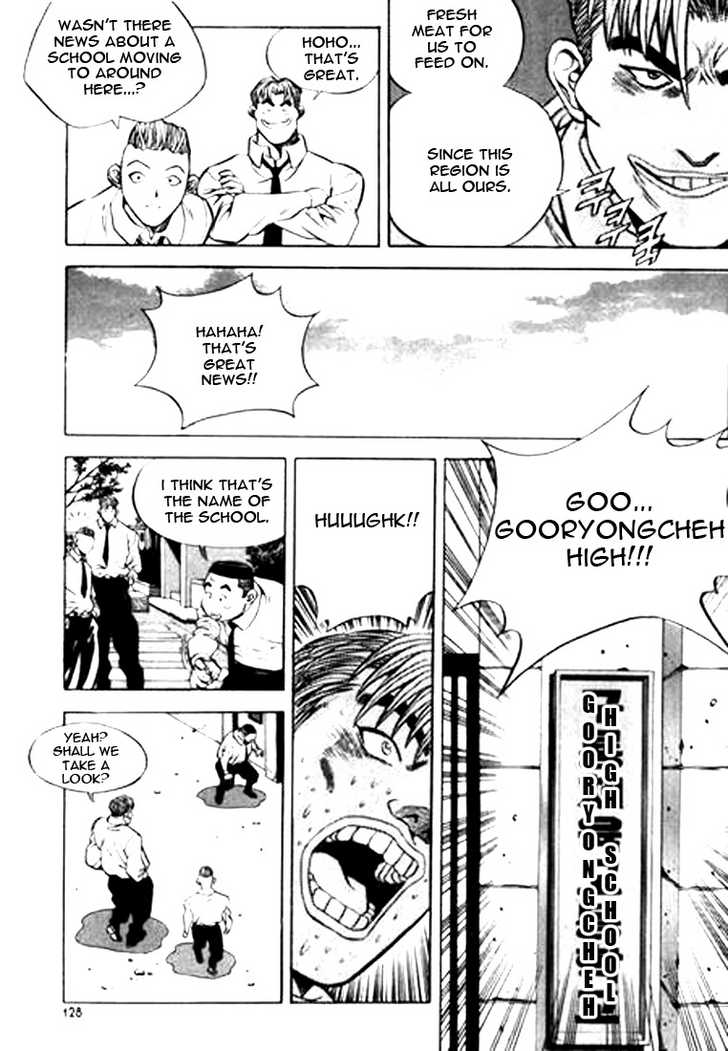 WASN'T THERE
NEWS ABOUT A
SCHOOL MOVING
TO AROUND
HERE...?
HOHO...
THAT'S
GREAT.
FRESH
MEAT FOR
US TO
FEED ON.
SINCE THIS
REGION IS
ALL OURS.
HAHAHA!
THAT'S
GREAT
NEWS!!
I THINK THAT'S
THE NAME OF
THE SCHOOL.
YEAH?
SHALL WE
TAKE A
LOOK?
HUUUGHK!!
GOO...
GOORYONGCHEH
HIGH!!!
GOORYONGCHEH
HIGH SCHOOL
128